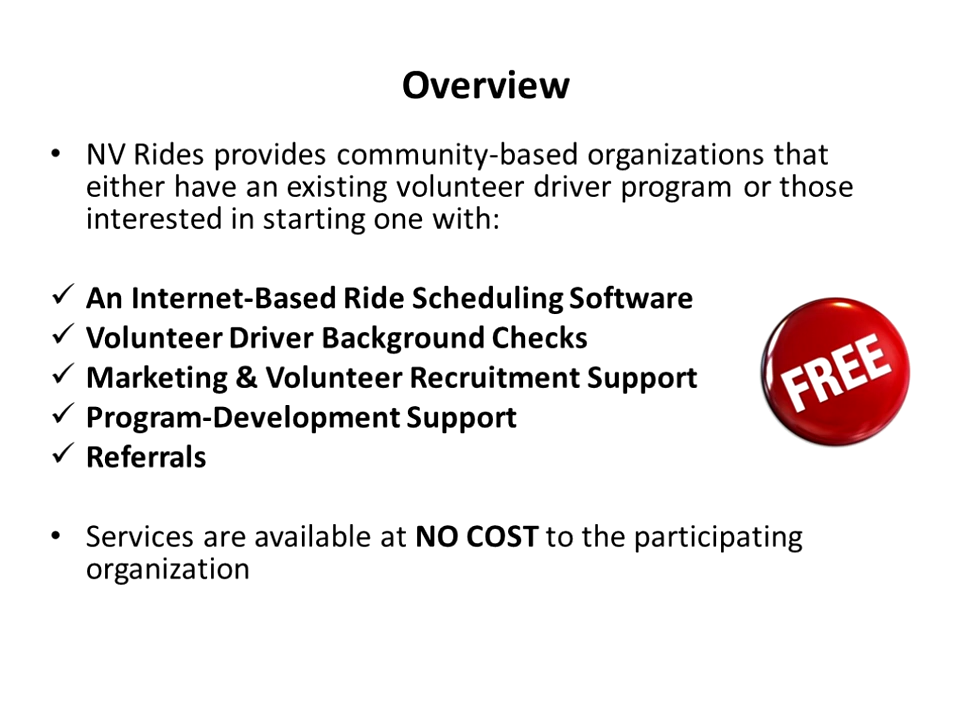 Overview
• NV Rides provides community-based organizations that
either have an existing volunteer driver program or those
interested in starting one with:
✓ An Internet-Based Ride Scheduling Software
✓ Volunteer Driver Background Checks
✓ Marketing & Volunteer Recruitment Support
✓ Program-Development Support
✓ Referrals
FREE
• Services are available at NO COST to the participating
organization